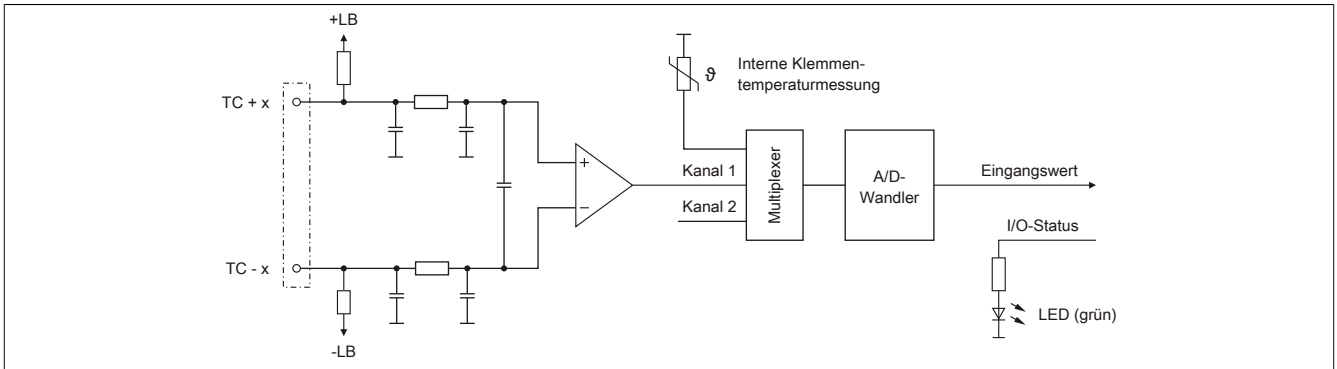 +LB
TC + x
ϑ
Interne Klemmen-
temperaturmessung
+
−
Kanal 1
Kanal 2
Multiplexer
A/D-
Wandler
Eingangswert
I/O-Status
LED (grün)
TC - x
-LB